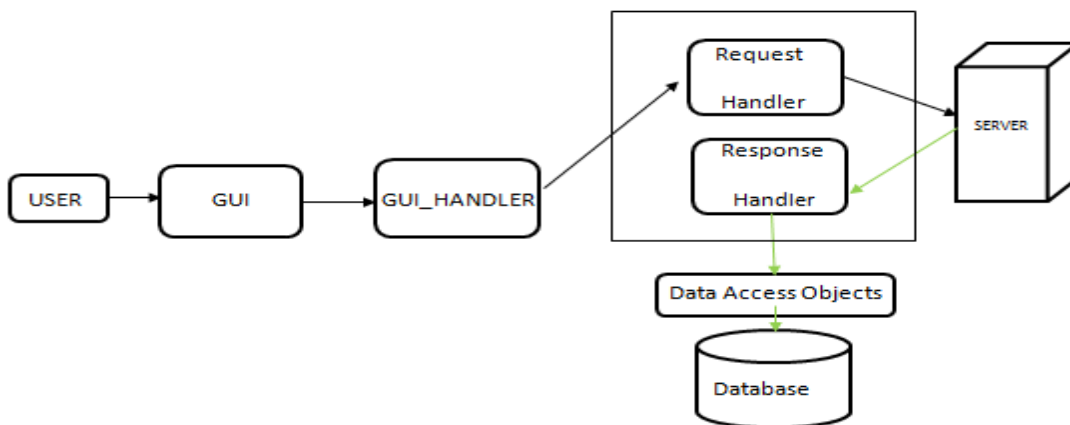 USER
GUI
GUI_HANDLER
Request
Handler
Response
Handler
SERVER
Data Access Objects
Database